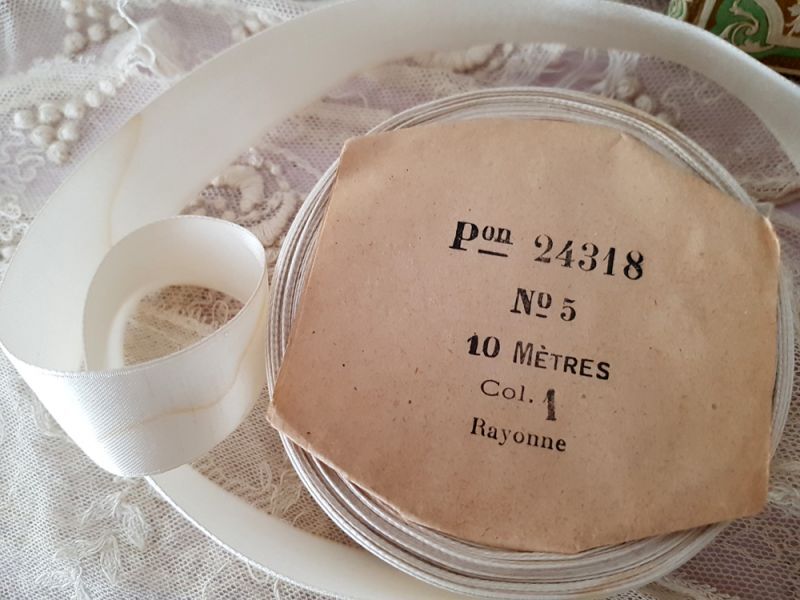 Pon 24318
No 5
10 MÈTRES
Col. 1
Rayonne